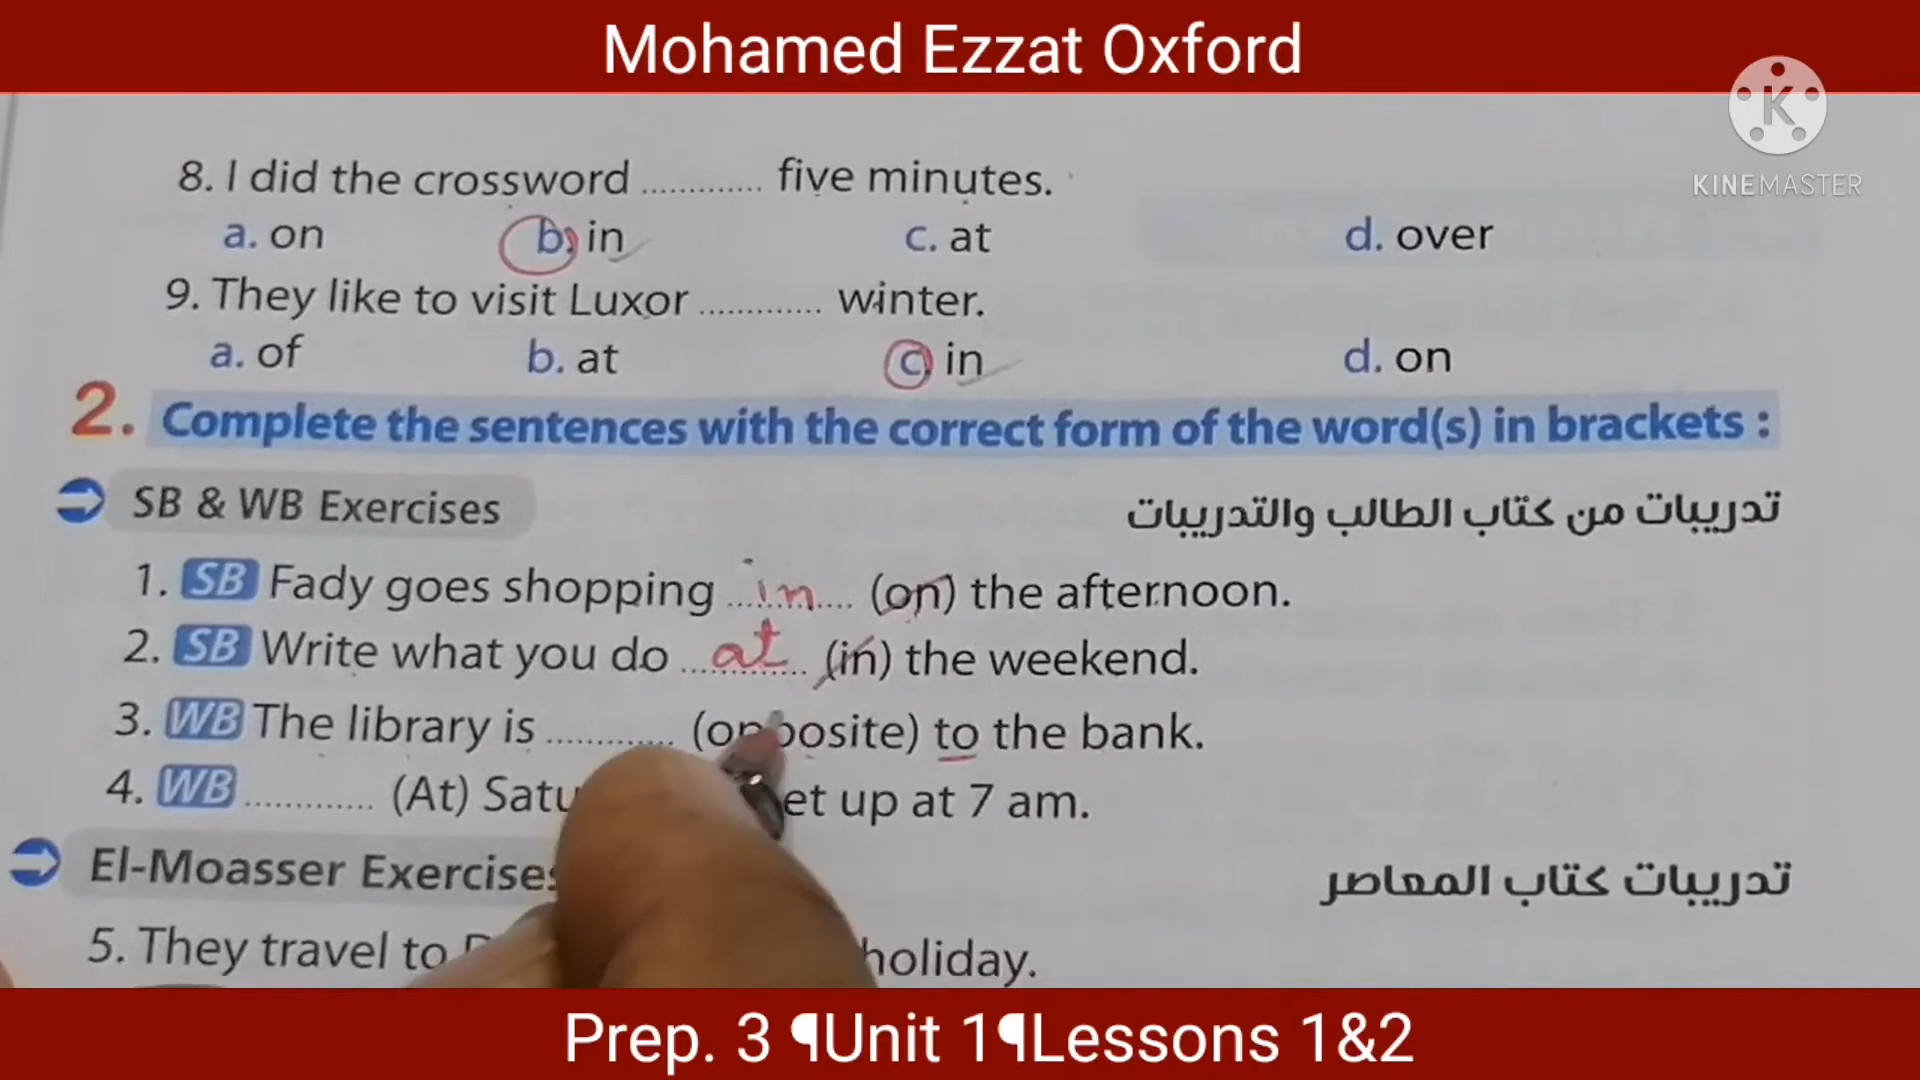 Mohamed Ezzat Oxford
KINEMASTER
8. I did the crossword ............ five minutes.
a. on b. in c. at d. over
9. They like to visit Luxor ............ winter.
a. of b. at c. in d. on
2. Complete the sentences with the correct form of the word(s) in brackets :
SB & WB Exercises تدريبات من كتاب الطالب والتدريبات
1. SB Fady goes shopping in (on) the afternoon.
2. SB Write what you do at (in) the weekend.
3. WB The library is ............ (opposite) to the bank.
4. WB ............ (At) up at 7 am.
El-Moasser Exercises تدريبات كتاب المعاصر
5. They travel to holiday.
Prep. 3 ¶Unit 1¶Lessons 1&2